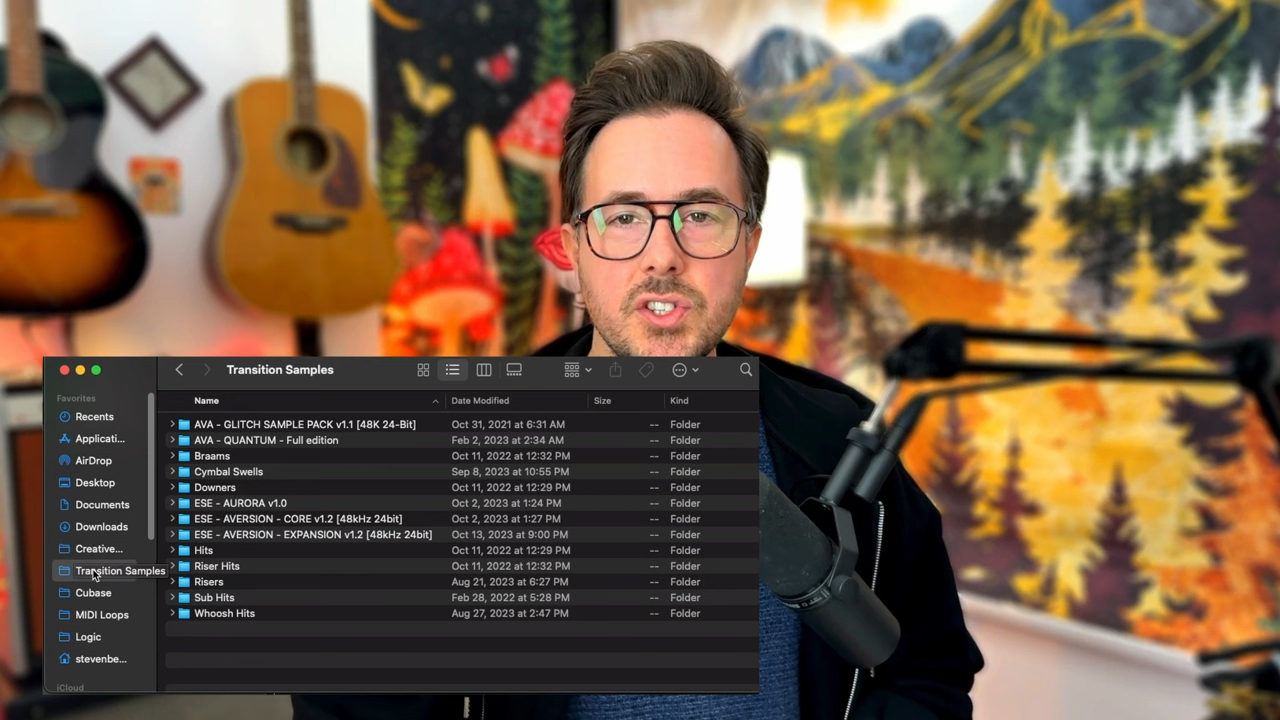 Transition Samples
Favorites
Recents
Applicati...
AirDrop
Desktop
Documents
Downloads
Creative...
Transition Samples
Cubase
MIDI Loops
Logic
stevenbe...
iCloud
Name Date Modified Size Kind
AVA - GLITCH SAMPLE PACK v1.1 [48K 24-Bit] Oct 31, 2021 at 6:31 AM -- Folder
AVA - QUANTUM - Full edition Feb 2, 2023 at 2:34 AM -- Folder
Braams Oct 11, 2022 at 12:32 PM -- Folder
Cymbal Swells Sep 8, 2023 at 10:55 PM -- Folder
Downers Oct 11, 2022 at 12:29 PM -- Folder
ESE - AURORA v1.0 Oct 2, 2023 at 1:24 PM -- Folder
ESE - AVERSION - CORE v1.2 [48kHz 24bit] Oct 2, 2023 at 1:27 PM -- Folder
ESE - AVERSION - EXPANSION v1.2 [48kHz 24bit] Oct 13, 2023 at 9:00 PM -- Folder
Hits Oct 11, 2022 at 12:29 PM -- Folder
Riser Hits Oct 11, 2022 at 12:32 PM -- Folder
Risers Aug 21, 2023 at 6:27 PM -- Folder
Sub Hits Feb 28, 2022 at 5:28 PM -- Folder
Whoosh Hits Aug 27, 2023 at 2:47 PM -- Folder